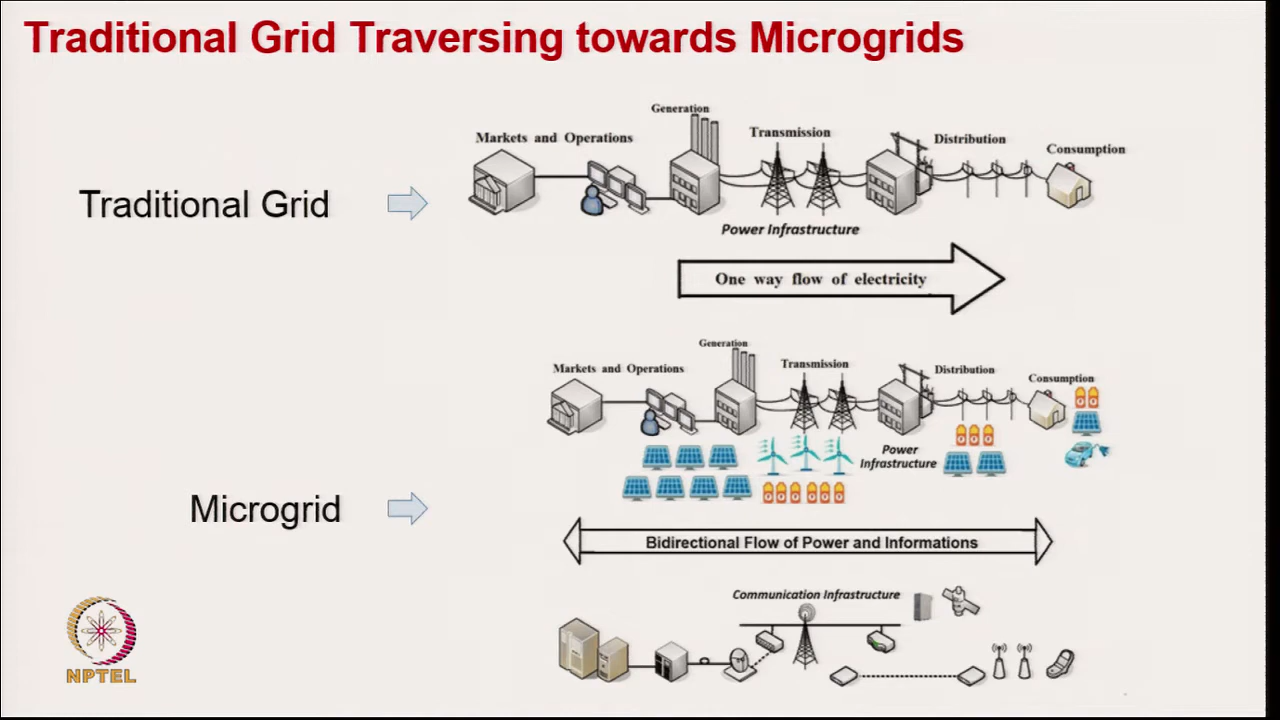 Traditional Grid Traversing towards Microgrids
Generation
Markets and Operations
Transmission
Distribution
Consumption
Traditional Grid
Power Infrastructure
One way flow of electricity
Generation
Markets and Operations
Transmission
Distribution
Consumption
Power
Infrastructure
Microgrid
Bidirectional Flow of Power and Informations
Communication Infrastructure
NPTEL